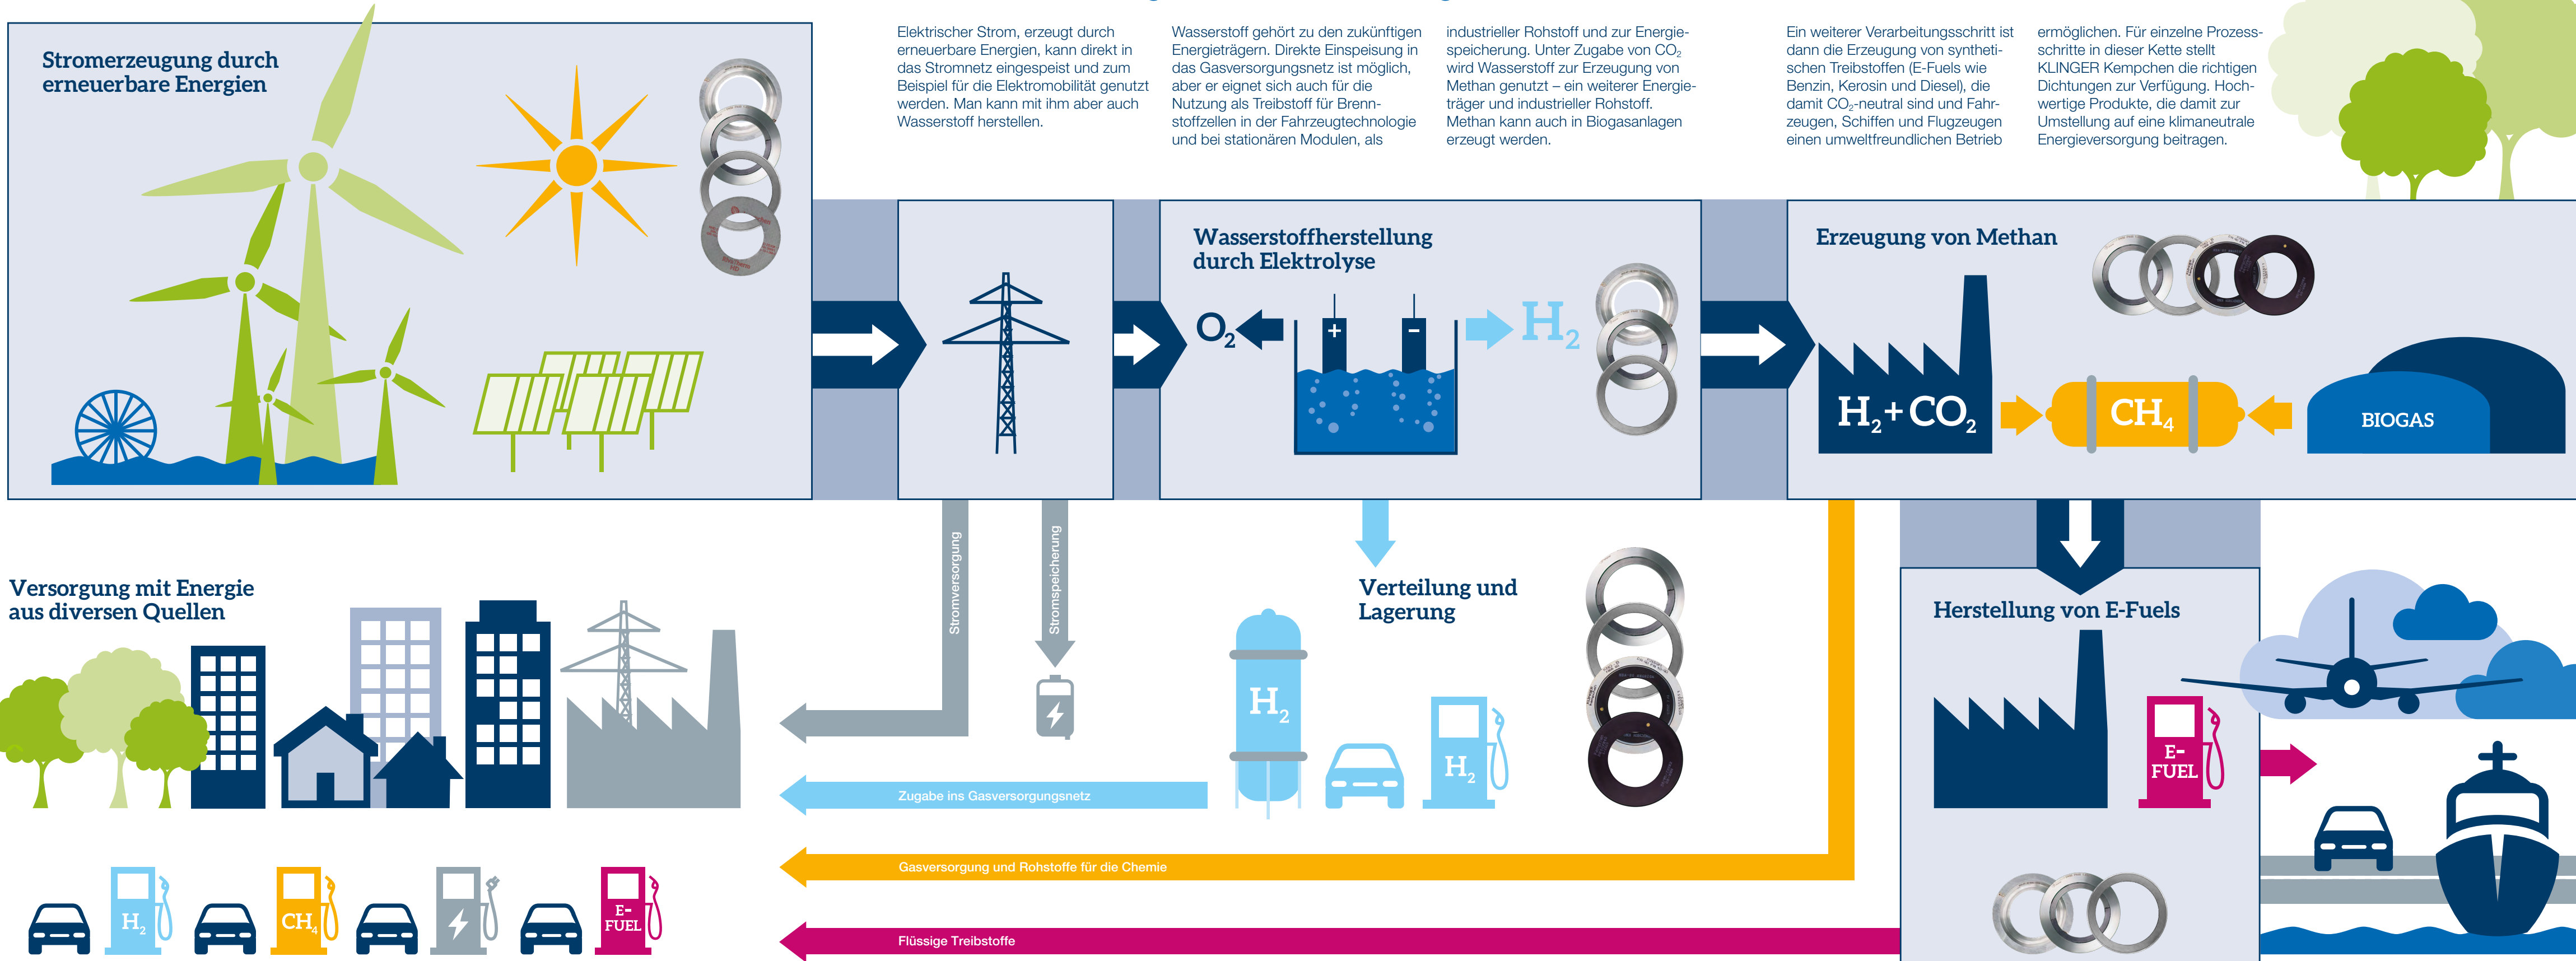 Elektrischer Strom, erzeugt durch
erneuerbare Energien, kann direkt in
das Stromnetz eingespeist und zum
Beispiel für die Elektromobilität genutzt
werden. Man kann mit ihm aber auch
Wasserstoff herstellen.
Wasserstoff gehört zu den zukünftigen
Energieträgern. Direkte Einspeisung in
das Gasversorgungsnetz ist möglich,
aber er eignet sich auch für die
Nutzung als Treibstoff für Brenn-
stoffzellen in der Fahrzeugtechnologie
und bei stationären Modulen, als
industrieller Rohstoff und zur Energie-
speicherung. Unter Zugabe von CO₂
wird Wasserstoff zur Erzeugung von
Methan genutzt – ein weiterer Energie-
träger und industrieller Rohstoff.
Methan kann auch in Biogasanlagen
erzeugt werden.
Ein weiterer Verarbeitungsschritt ist
dann die Erzeugung von syntheti-
schen Treibstoffen (E-Fuels wie
Benzin, Kerosin und Diesel), die
damit CO₂-neutral sind und Fahr-
zeugen, Schiffen und Flugzeugen
einen umweltfreundlichen Betrieb
ermöglichen. Für einzelne Prozess-
schritte in dieser Kette stellt
KLINGER Kempchen die richtigen
Dichtungen zur Verfügung. Hoch-
wertige Produkte, die damit zur
Umstellung auf eine klimaneutrale
Energieversorgung beitragen.
Stromerzeugung durch
erneuerbare Energien
Wasserstoffherstellung
durch Elektrolyse
O₂
+
–
H₂
Erzeugung von Methan
H₂+CO₂
CH₄
BIOGAS
Stromversorgung
Stromspeicherung
Versorgung mit Energie
aus diversen Quellen
Verteilung und
Lagerung
H₂
H₂
Herstellung von E-Fuels
E-
FUEL
Zugabe ins Gasversorgungsnetz
Gasversorgung und Rohstoffe für die Chemie
Flüssige Treibstoffe
H₂
CH₄
E-
FUEL